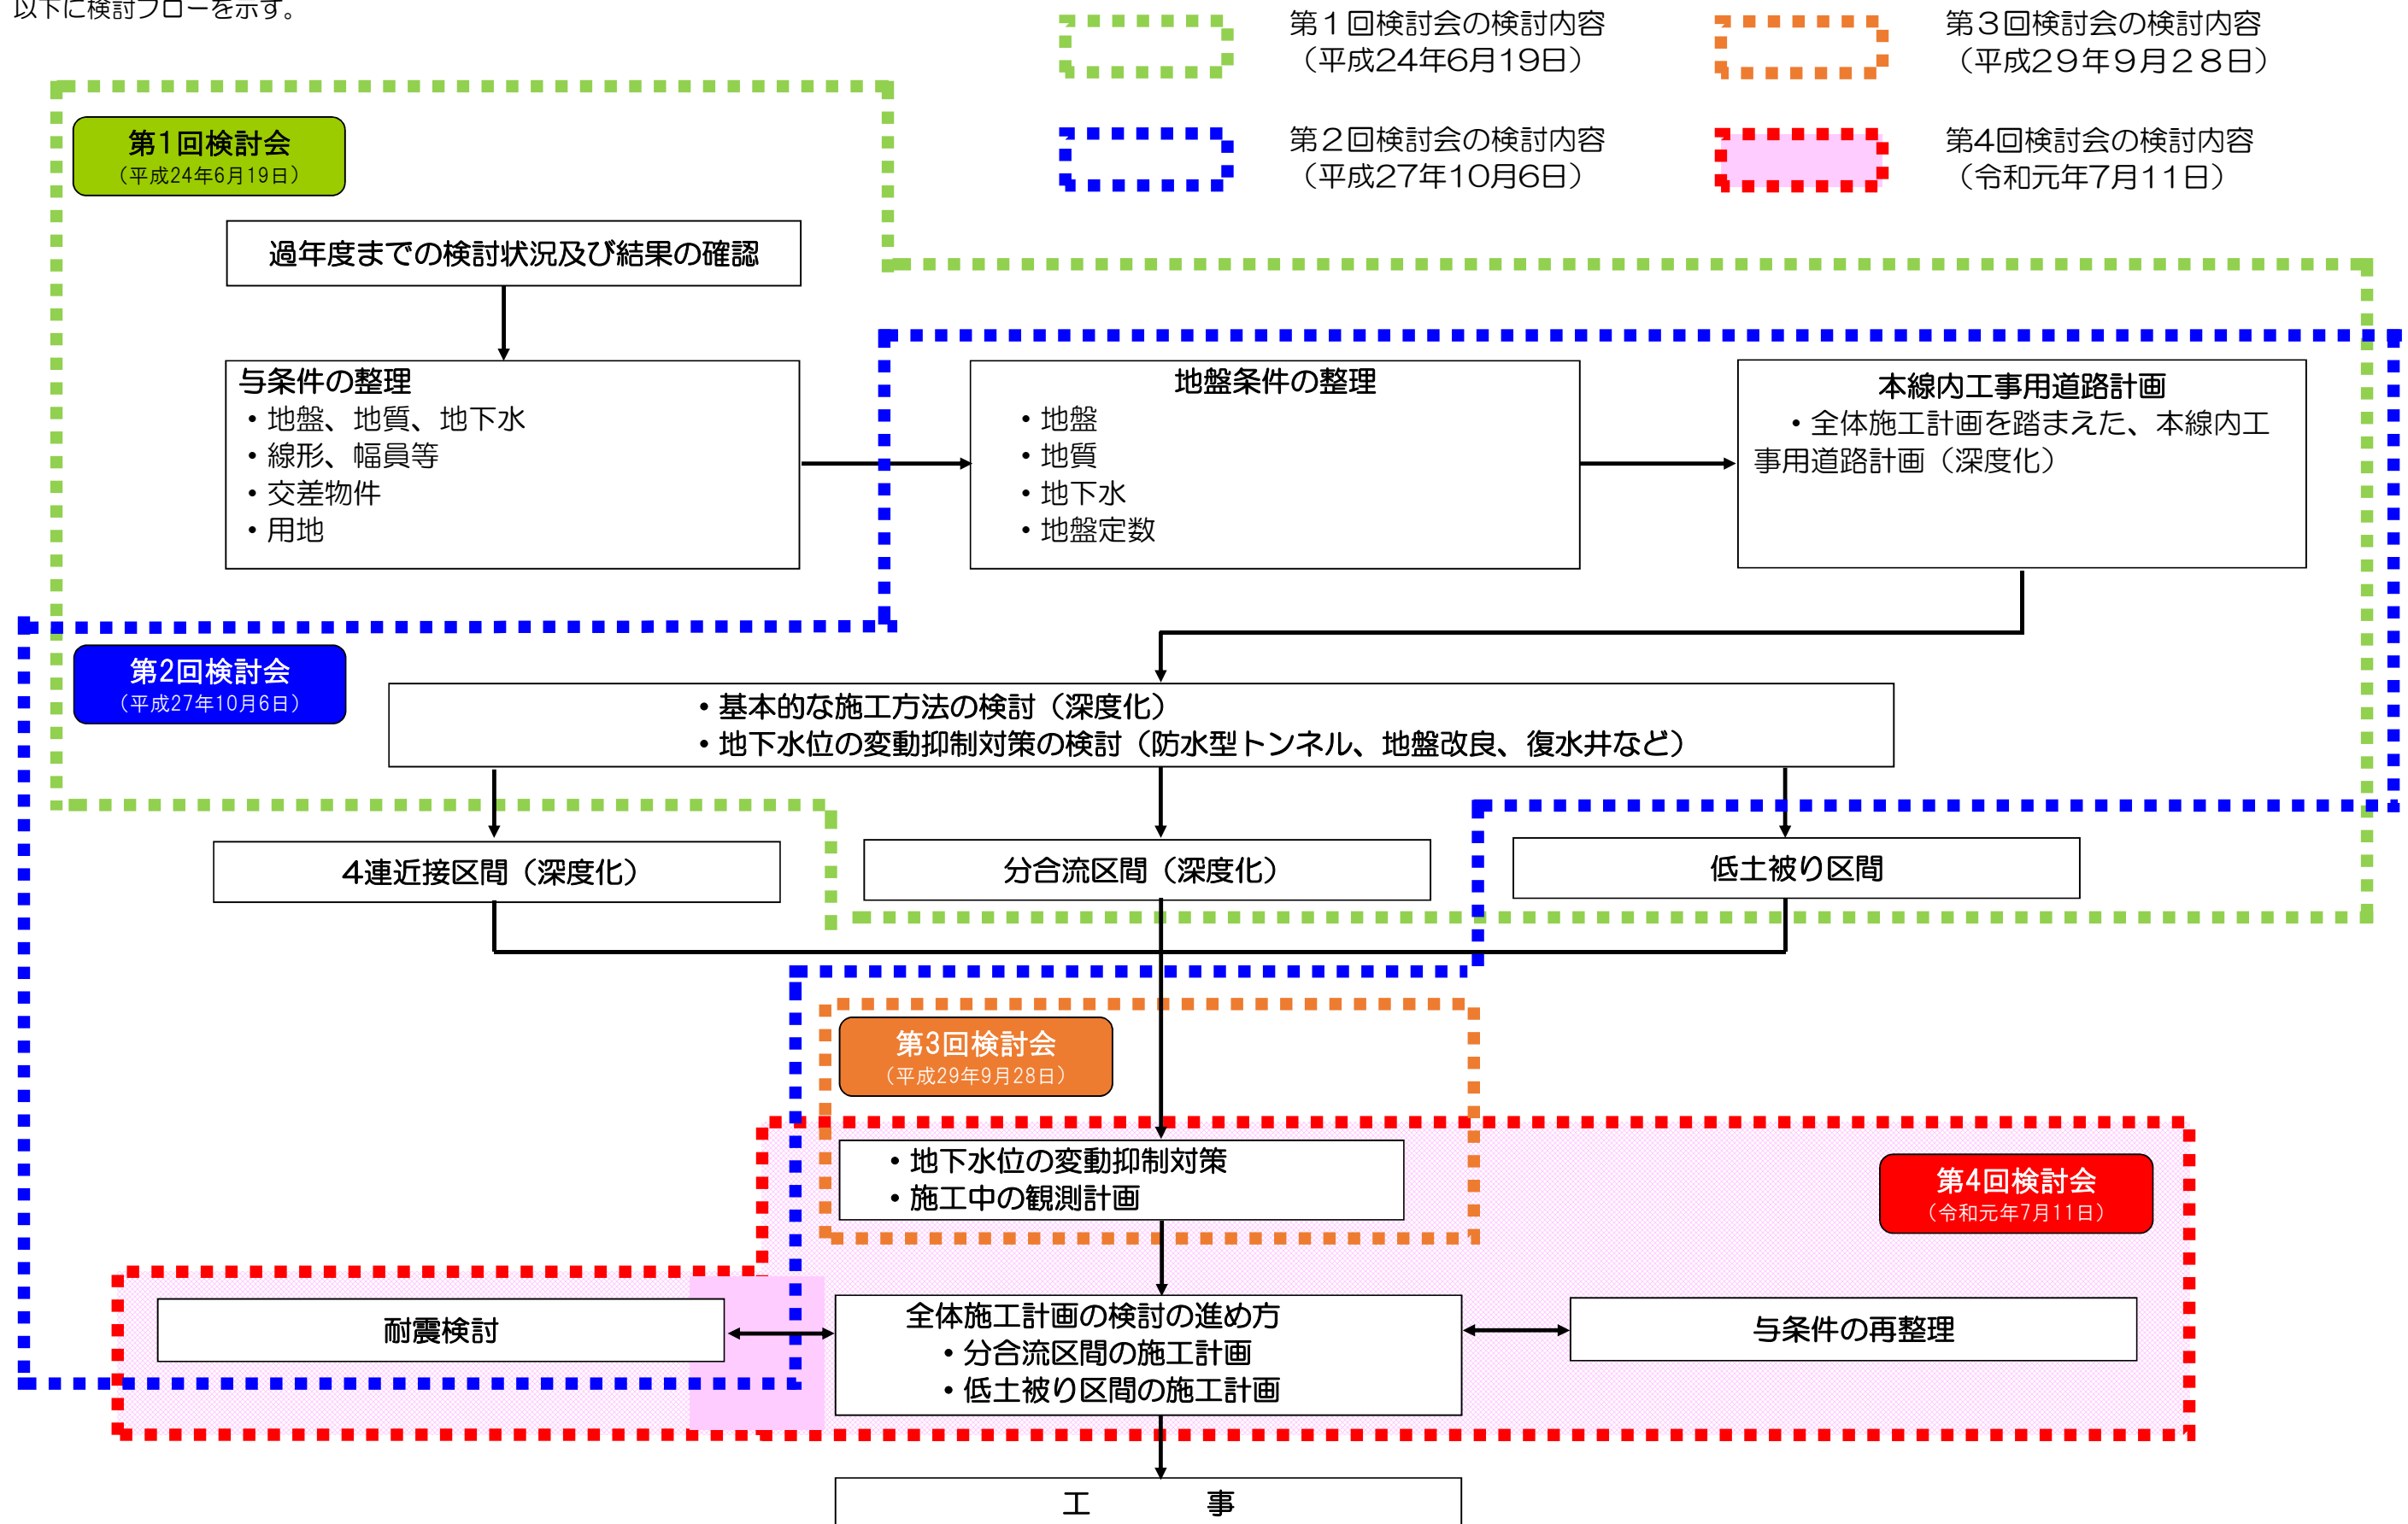 以下に検討フローを示す。
第１回検討会の検討内容
（平成24年6月19日）
第３回検討会の検討内容
（平成２９年９月２８日）
第２回検討会の検討内容
（平成27年10月6日）
第4回検討会の検討内容
（令和元年7月11日）
第1回検討会
（平成24年6月19日）
過年度までの検討状況及び結果の確認
与条件の整理
・地盤、地質、地下水
・線形、幅員等
・交差物件
・用地
地盤条件の整理
・地盤
・地質
・地下水
・地盤定数
本線内工事用道路計画
・全体施工計画を踏まえた、本線内工
事用道路計画（深度化）
第2回検討会
（平成27年10月6日）
・基本的な施工方法の検討（深度化）
・地下水位の変動抑制対策の検討（防水型トンネル、地盤改良、復水井など）
４連近接区間（深度化）
分合流区間（深度化）
低土被り区間
第3回検討会
（平成29年9月28日）
・地下水位の変動抑制対策
・施工中の観測計画
第4回検討会
（令和元年7月11日）
耐震検討
全体施工計画の検討の進め方
・分合流区間の施工計画
・低土被り区間の施工計画
与条件の再整理
工　　　事